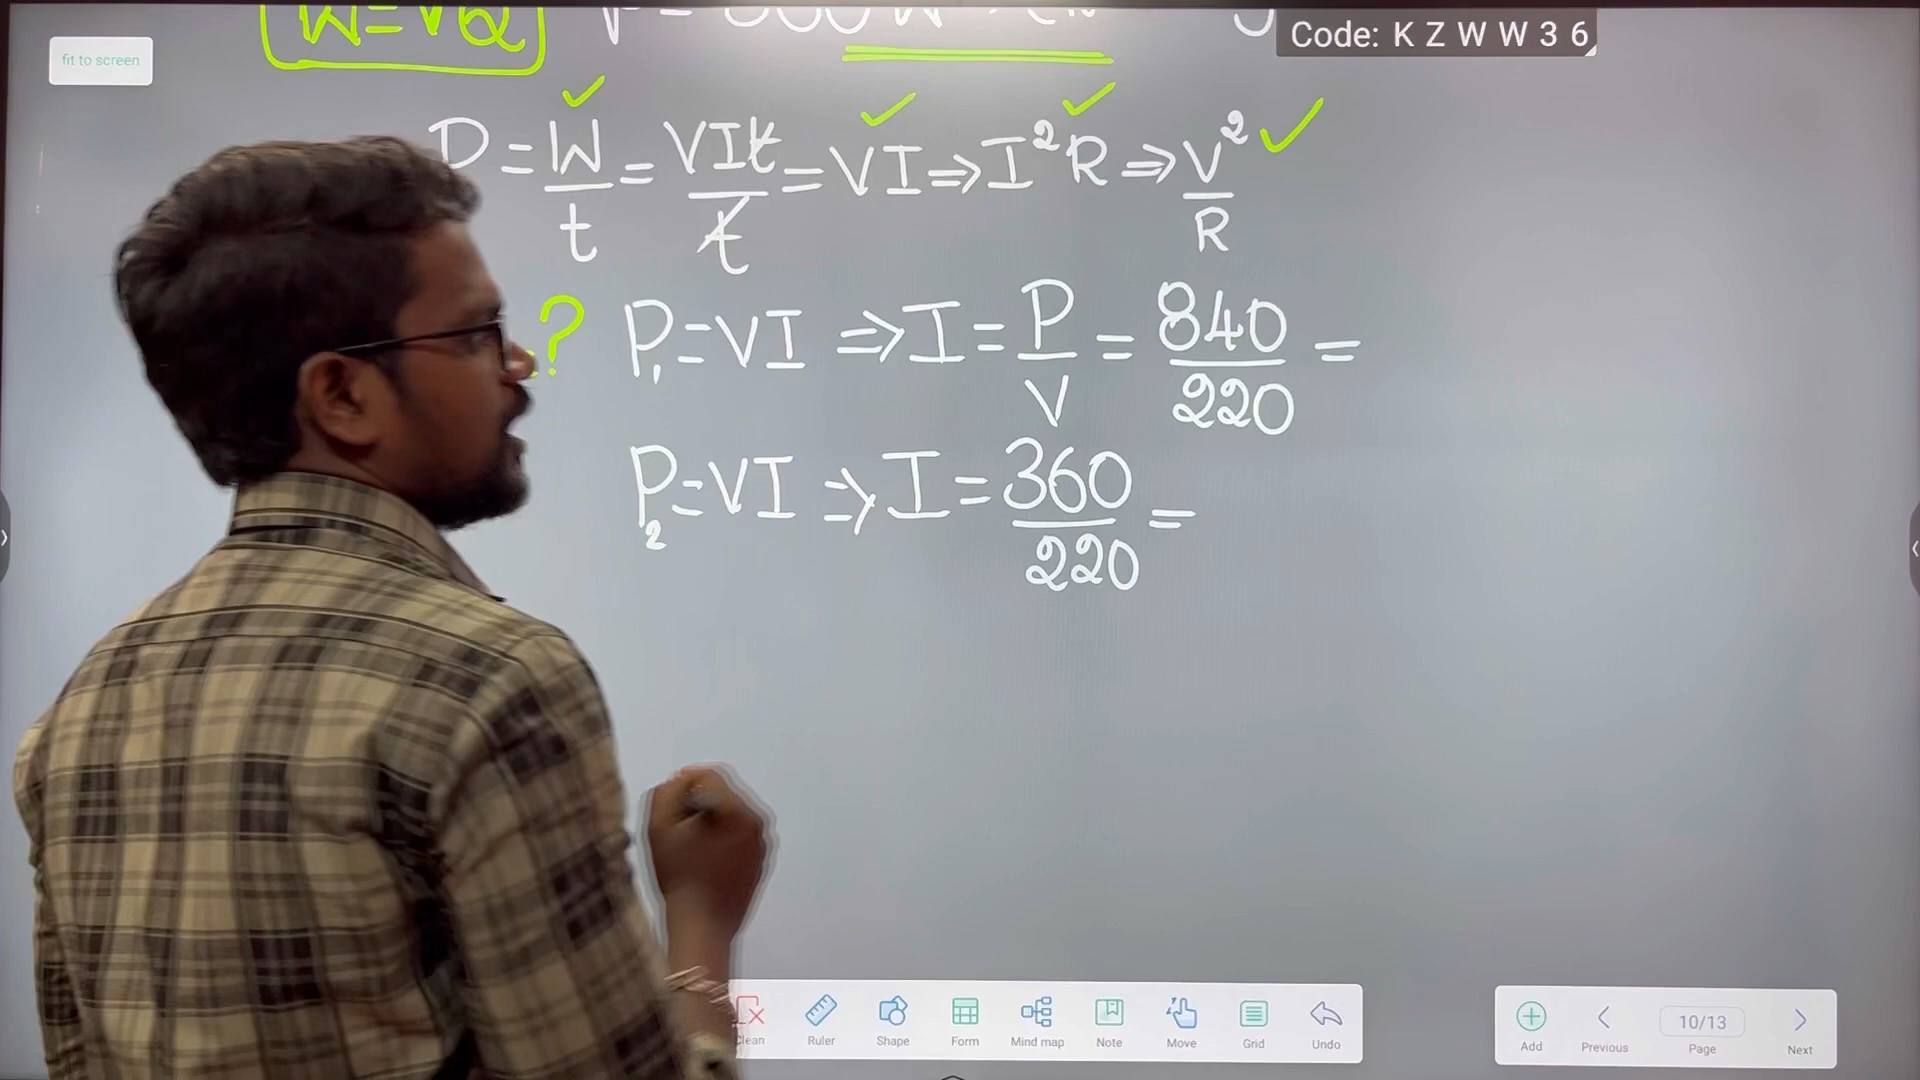 W=VQ
Code: K Z W W 3 6
fit to screen
P = W/t = VIt/t = VI ⇒ I²R ⇒ V²/R
? P₁ = VI ⇒ I = P/V = 840/220 =
P₂ = VI ⇒ I = 360/220 =
Clean Ruler Shape Form Mind map Note Move Grid Undo
Add Previous 10/13 Page Next